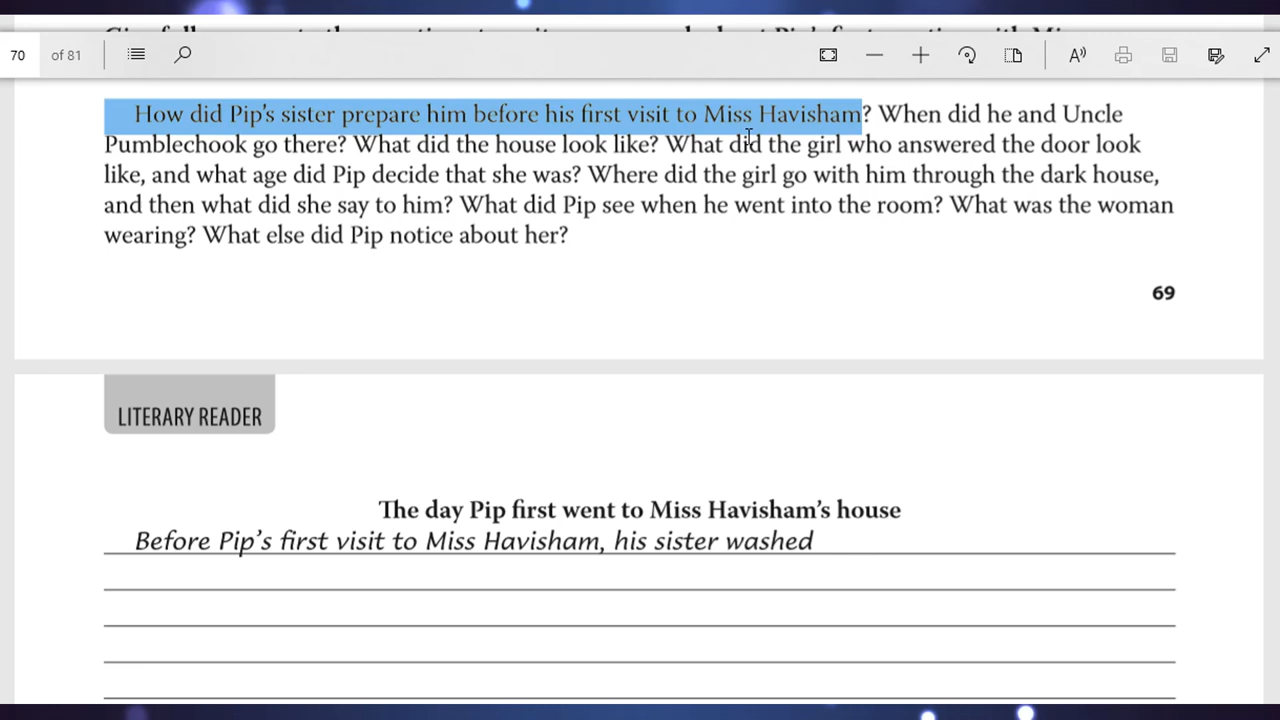 70 of 81
How did Pip's sister prepare him before his first visit to Miss Havisham? When did he and Uncle
Pumblechook go there? What did the house look like? What did the girl who answered the door look
like, and what age did Pip decide that she was? Where did the girl go with him through the dark house,
and then what did she say to him? What did Pip see when he went into the room? What was the woman
wearing? What else did Pip notice about her?
69
LITERARY READER
The day Pip first went to Miss Havisham's house
Before Pip's first visit to Miss Havisham, his sister washed